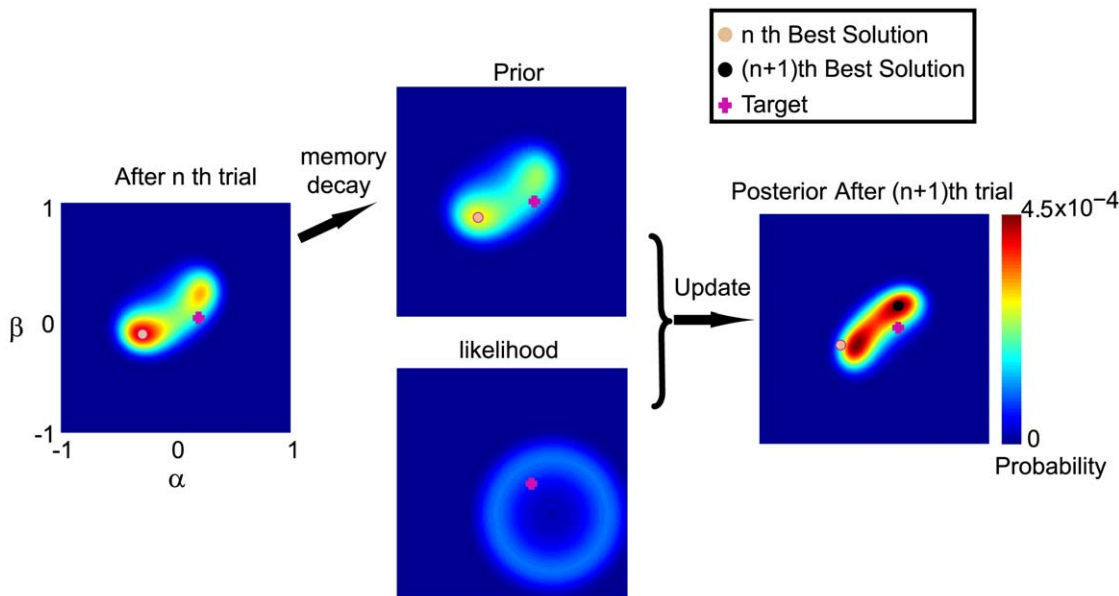 n th Best Solution
(n+1)th Best Solution
Target
Prior
memory
decay
After n th trial
1
β
0
-1
-1
0
1
α
likelihood
Update
Posterior After (n+1)th trial
4.5x10⁻⁴
0
Probability